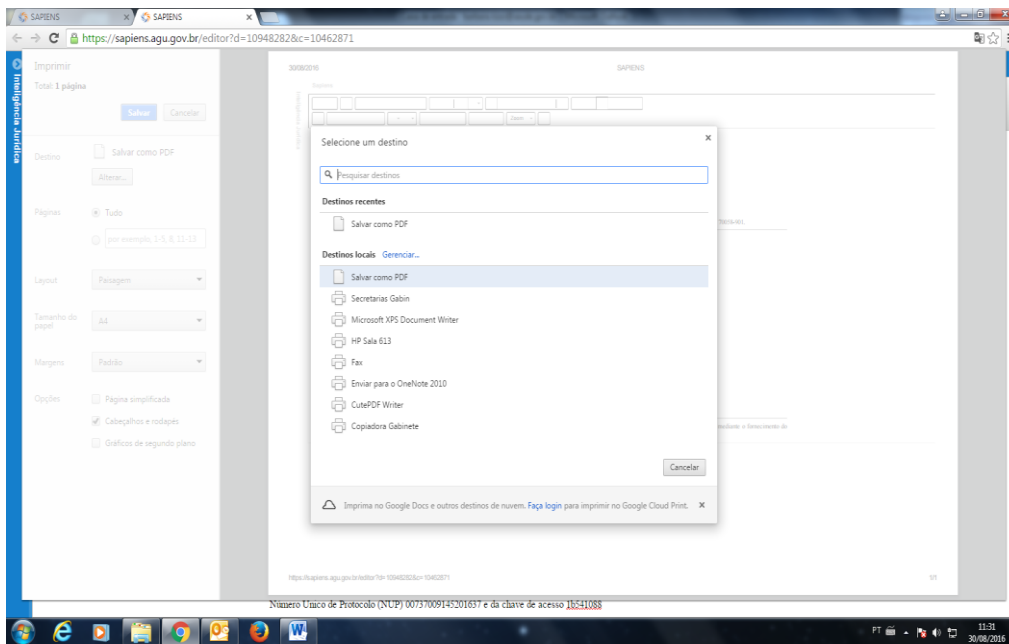 SAPIENS
SAPIENS
https://sapiens.agu.gov.br/editor?d=10948282&c=10462871
Inteligência Jurídica
Imprimir
Total: 1 página
Salvar Cancelar
Destino Salvar como PDF
Alterar...
Páginas Tudo
por exemplo, 1-5, 8, 11-13
Layout Paisagem
Tamanho do papel A4
Margens Padrão
Opções Página simplificada
Cabeçalhos e rodapés
Gráficos de segundo plano
30/08/2016 SAPIENS
Zoom
Selecione um destino
Pesquisar destinos
Destinos recentes
Salvar como PDF
Destinos locais Gerenciar...
Salvar como PDF
Secretarias Gabin
Microsoft XPS Document Writer
HP Sala 613
Fax
Enviar para o OneNote 2010
CutePDF Writer
Copiadora Gabinete
mediante o fornecimento do
Cancelar
Imprima no Google Docs e outros destinos de nuvem. Faça login para imprimir no Google Cloud Print.
https://sapiens.agu.gov.br/editor?d=10948282&c=10462871 1/1
Número Único de Protocolo (NUP) 00737009145201637 e da chave de acesso 1b541088
PT
11:31
30/08/2016